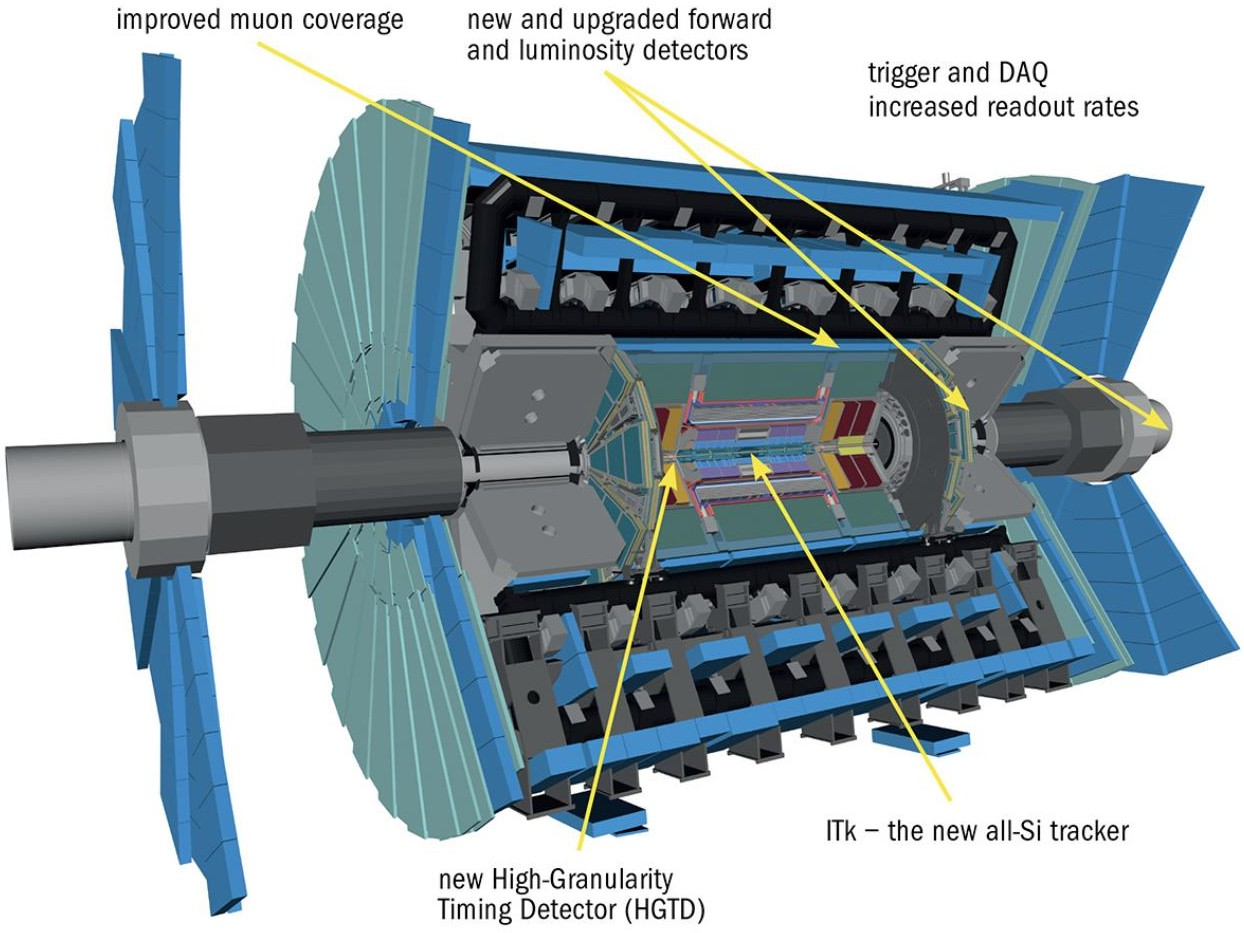 improved muon coverage
new and upgraded forward
and luminosity detectors
trigger and DAQ
increased readout rates
ITk – the new all-Si tracker
new High-Granularity
Timing Detector (HGTD)